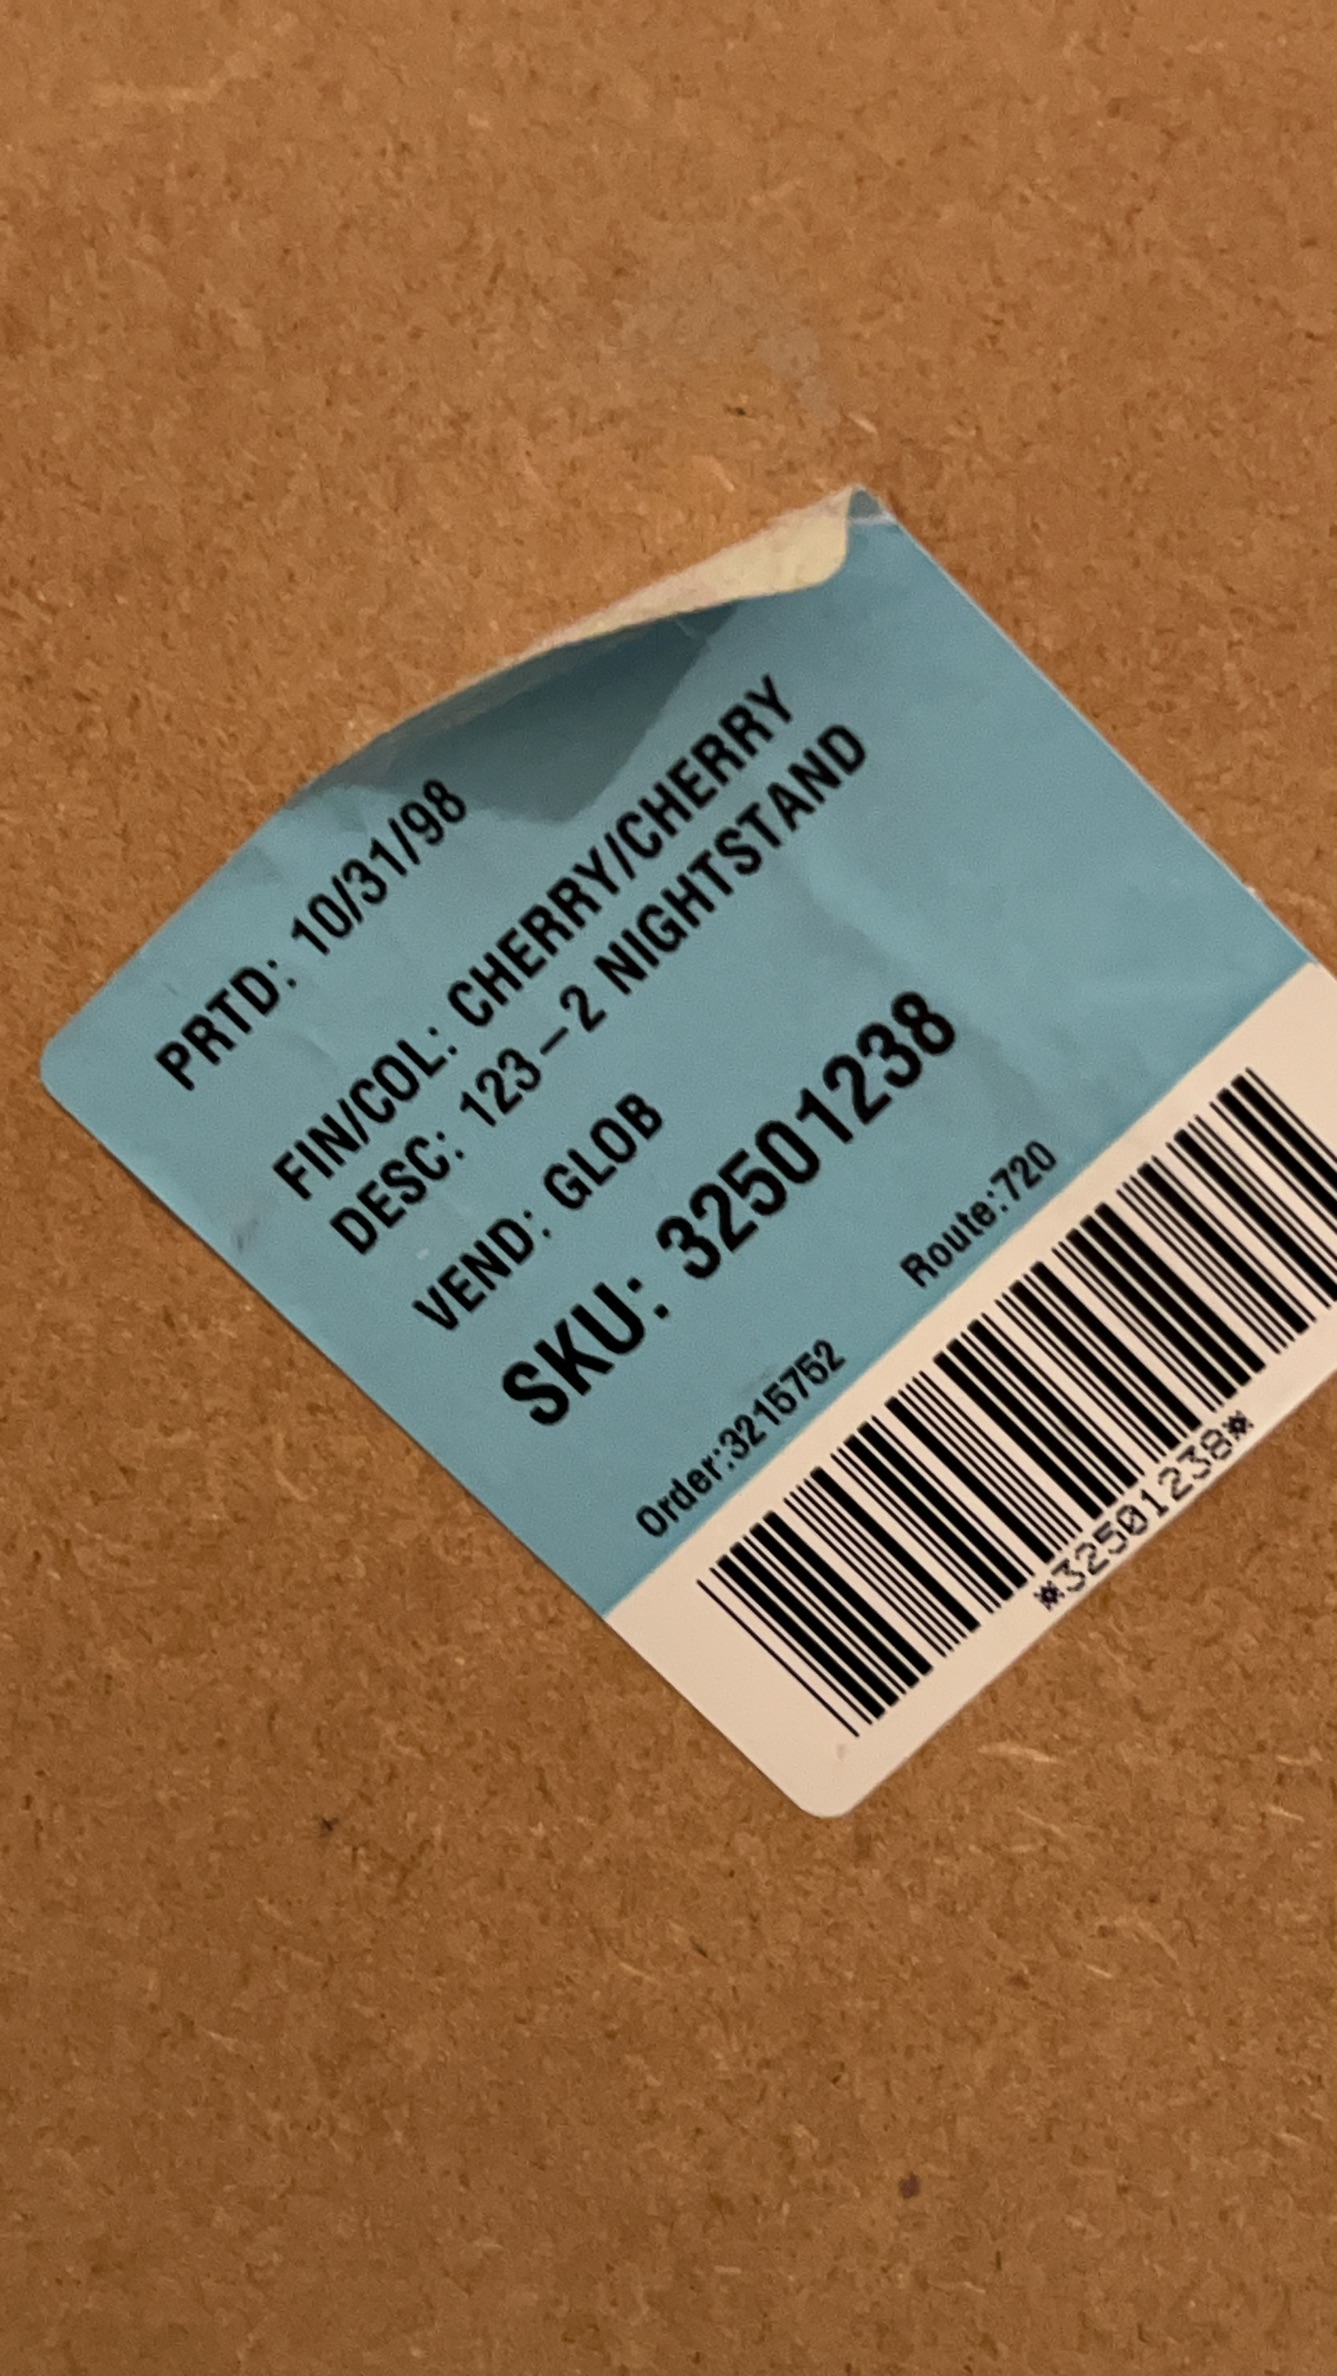 PRTD: 10/31/98
FIN/COL: CHERRY/CHERRY
DESC: 123-2 NIGHTSTAND
VEND: GLOB
SKU: 32501238
Order:3215752 Route:720
*32501238*